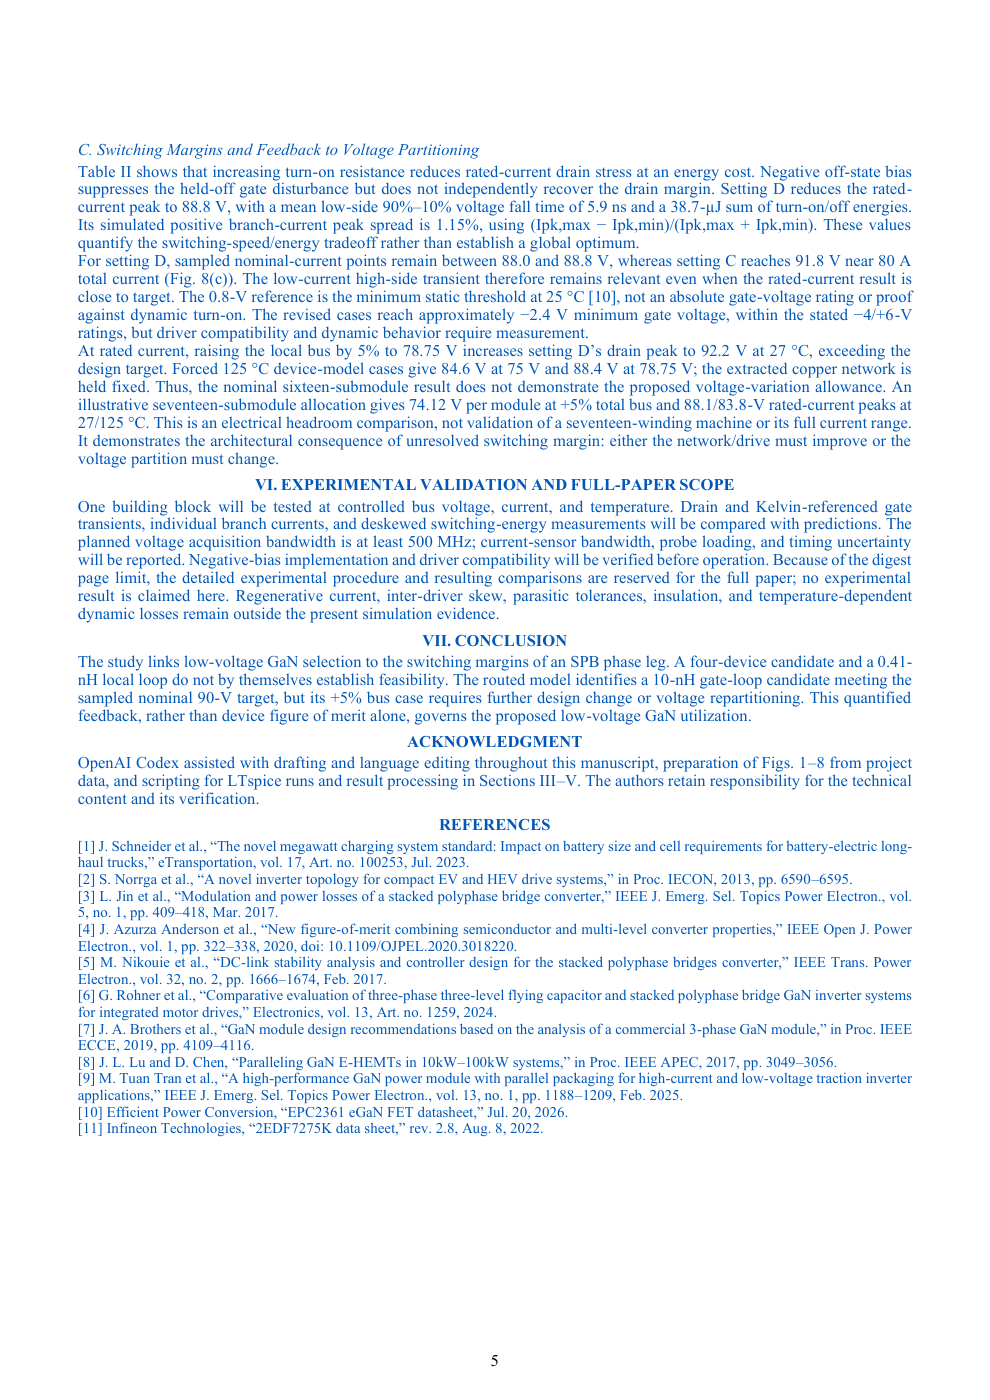 C. Switching Margins and Feedback to Voltage Partitioning
Table II shows that increasing turn-on resistance reduces rated-current drain stress at an energy cost. Negative off-state bias
suppresses the held-off gate disturbance but does not independently recover the drain margin. Setting D reduces the rated-
current peak to 88.8 V, with a mean low-side 90%–10% voltage fall time of 5.9 ns and a 38.7-μJ sum of turn-on/off energies.
Its simulated positive branch-current peak spread is 1.15%, using (Ipk,max − Ipk,min)/(Ipk,max + Ipk,min). These values
quantify the switching-speed/energy tradeoff rather than establish a global optimum.
For setting D, sampled nominal-current points remain between 88.0 and 88.8 V, whereas setting C reaches 91.8 V near 80 A
total current (Fig. 8(c)). The low-current high-side transient therefore remains relevant even when the rated-current result is
close to target. The 0.8-V reference is the minimum static threshold at 25 °C [10], not an absolute gate-voltage rating or proof
against dynamic turn-on. The revised cases reach approximately −2.4 V minimum gate voltage, within the stated −4/+6-V
ratings, but driver compatibility and dynamic behavior require measurement.
At rated current, raising the local bus by 5% to 78.75 V increases setting D’s drain peak to 92.2 V at 27 °C, exceeding the
design target. Forced 125 °C device-model cases give 84.6 V at 75 V and 88.4 V at 78.75 V; the extracted copper network is
held fixed. Thus, the nominal sixteen-submodule result does not demonstrate the proposed voltage-variation allowance. An
illustrative seventeen-submodule allocation gives 74.12 V per module at +5% total bus and 88.1/83.8-V rated-current peaks at
27/125 °C. This is an electrical headroom comparison, not validation of a seventeen-winding machine or its full current range.
It demonstrates the architectural consequence of unresolved switching margin: either the network/drive must improve or the
voltage partition must change.
VI. EXPERIMENTAL VALIDATION AND FULL-PAPER SCOPE
One building block will be tested at controlled bus voltage, current, and temperature. Drain and Kelvin-referenced gate
transients, individual branch currents, and deskewed switching-energy measurements will be compared with predictions. The
planned voltage acquisition bandwidth is at least 500 MHz; current-sensor bandwidth, probe loading, and timing uncertainty
will be reported. Negative-bias implementation and driver compatibility will be verified before operation. Because of the digest
page limit, the detailed experimental procedure and resulting comparisons are reserved for the full paper; no experimental
result is claimed here. Regenerative current, inter-driver skew, parasitic tolerances, insulation, and temperature-dependent
dynamic losses remain outside the present simulation evidence.
VII. CONCLUSION
The study links low-voltage GaN selection to the switching margins of an SPB phase leg. A four-device candidate and a 0.41-
nH local loop do not by themselves establish feasibility. The routed model identifies a 10-nH gate-loop candidate meeting the
sampled nominal 90-V target, but its +5% bus case requires further design change or voltage repartitioning. This quantified
feedback, rather than device figure of merit alone, governs the proposed low-voltage GaN utilization.
ACKNOWLEDGMENT
OpenAI Codex assisted with drafting and language editing throughout this manuscript, preparation of Figs. 1–8 from project
data, and scripting for LTspice runs and result processing in Sections III–V. The authors retain responsibility for the technical
content and its verification.
REFERENCES
[1] J. Schneider et al., “The novel megawatt charging system standard: Impact on battery size and cell requirements for battery-electric long-
haul trucks,” eTransportation, vol. 17, Art. no. 100253, Jul. 2023.
[2] S. Norrga et al., “A novel inverter topology for compact EV and HEV drive systems,” in Proc. IECON, 2013, pp. 6590–6595.
[3] L. Jin et al., “Modulation and power losses of a stacked polyphase bridge converter,” IEEE J. Emerg. Sel. Topics Power Electron., vol.
5, no. 1, pp. 409–418, Mar. 2017.
[4] J. Azurza Anderson et al., “New figure-of-merit combining semiconductor and multi-level converter properties,” IEEE Open J. Power
Electron., vol. 1, pp. 322–338, 2020, doi: 10.1109/OJPEL.2020.3018220.
[5] M. Nikouie et al., “DC-link stability analysis and controller design for the stacked polyphase bridges converter,” IEEE Trans. Power
Electron., vol. 32, no. 2, pp. 1666–1674, Feb. 2017.
[6] G. Rohner et al., “Comparative evaluation of three-phase three-level flying capacitor and stacked polyphase bridge GaN inverter systems
for integrated motor drives,” Electronics, vol. 13, Art. no. 1259, 2024.
[7] J. A. Brothers et al., “GaN module design recommendations based on the analysis of a commercial 3-phase GaN module,” in Proc. IEEE
ECCE, 2019, pp. 4109–4116.
[8] J. L. Lu and D. Chen, “Paralleling GaN E-HEMTs in 10kW–100kW systems,” in Proc. IEEE APEC, 2017, pp. 3049–3056.
[9] M. Tuan Tran et al., “A high-performance GaN power module with parallel packaging for high-current and low-voltage traction inverter
applications,” IEEE J. Emerg. Sel. Topics Power Electron., vol. 13, no. 1, pp. 1188–1209, Feb. 2025.
[10] Efficient Power Conversion, “EPC2361 eGaN FET datasheet,” Jul. 20, 2026.
[11] Infineon Technologies, “2EDF7275K data sheet,” rev. 2.8, Aug. 8, 2022.
5